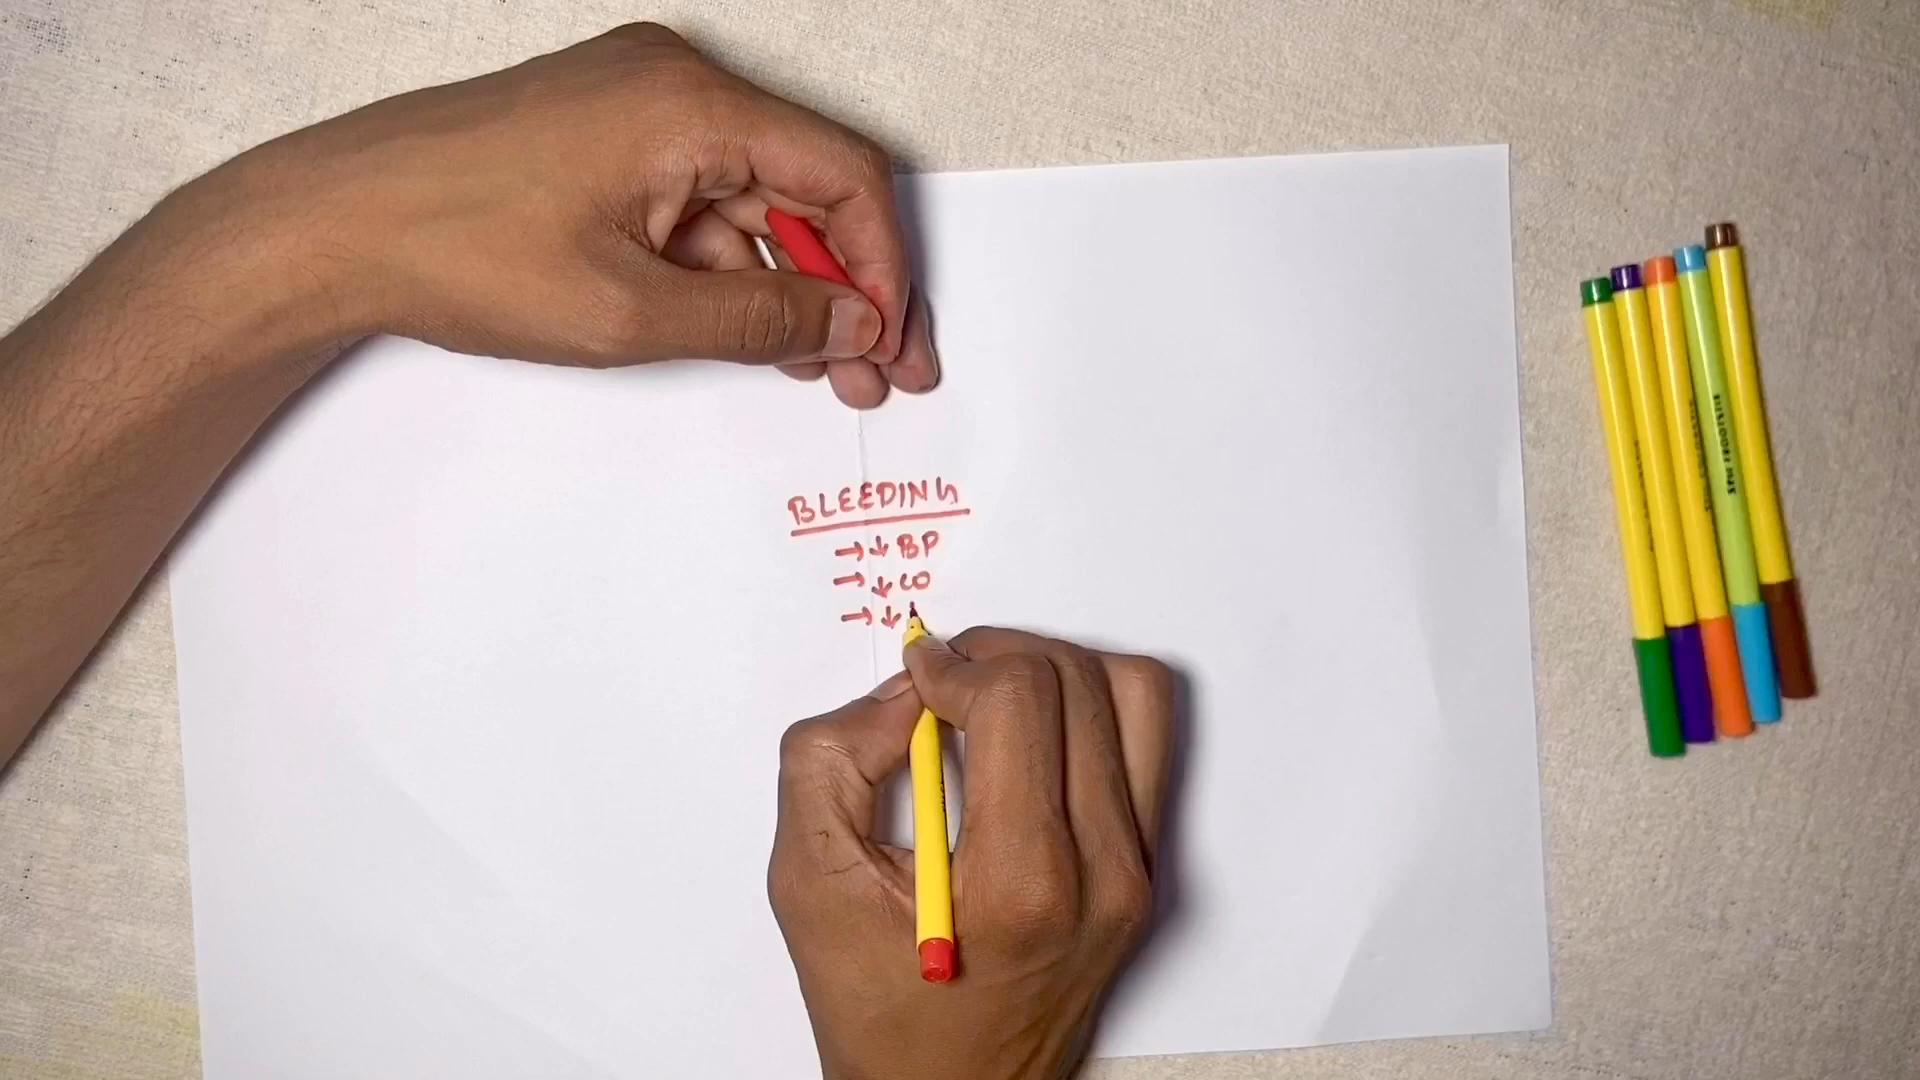 BLEEDING
→ ↓ BP
→ ↓ CO
→ ↓